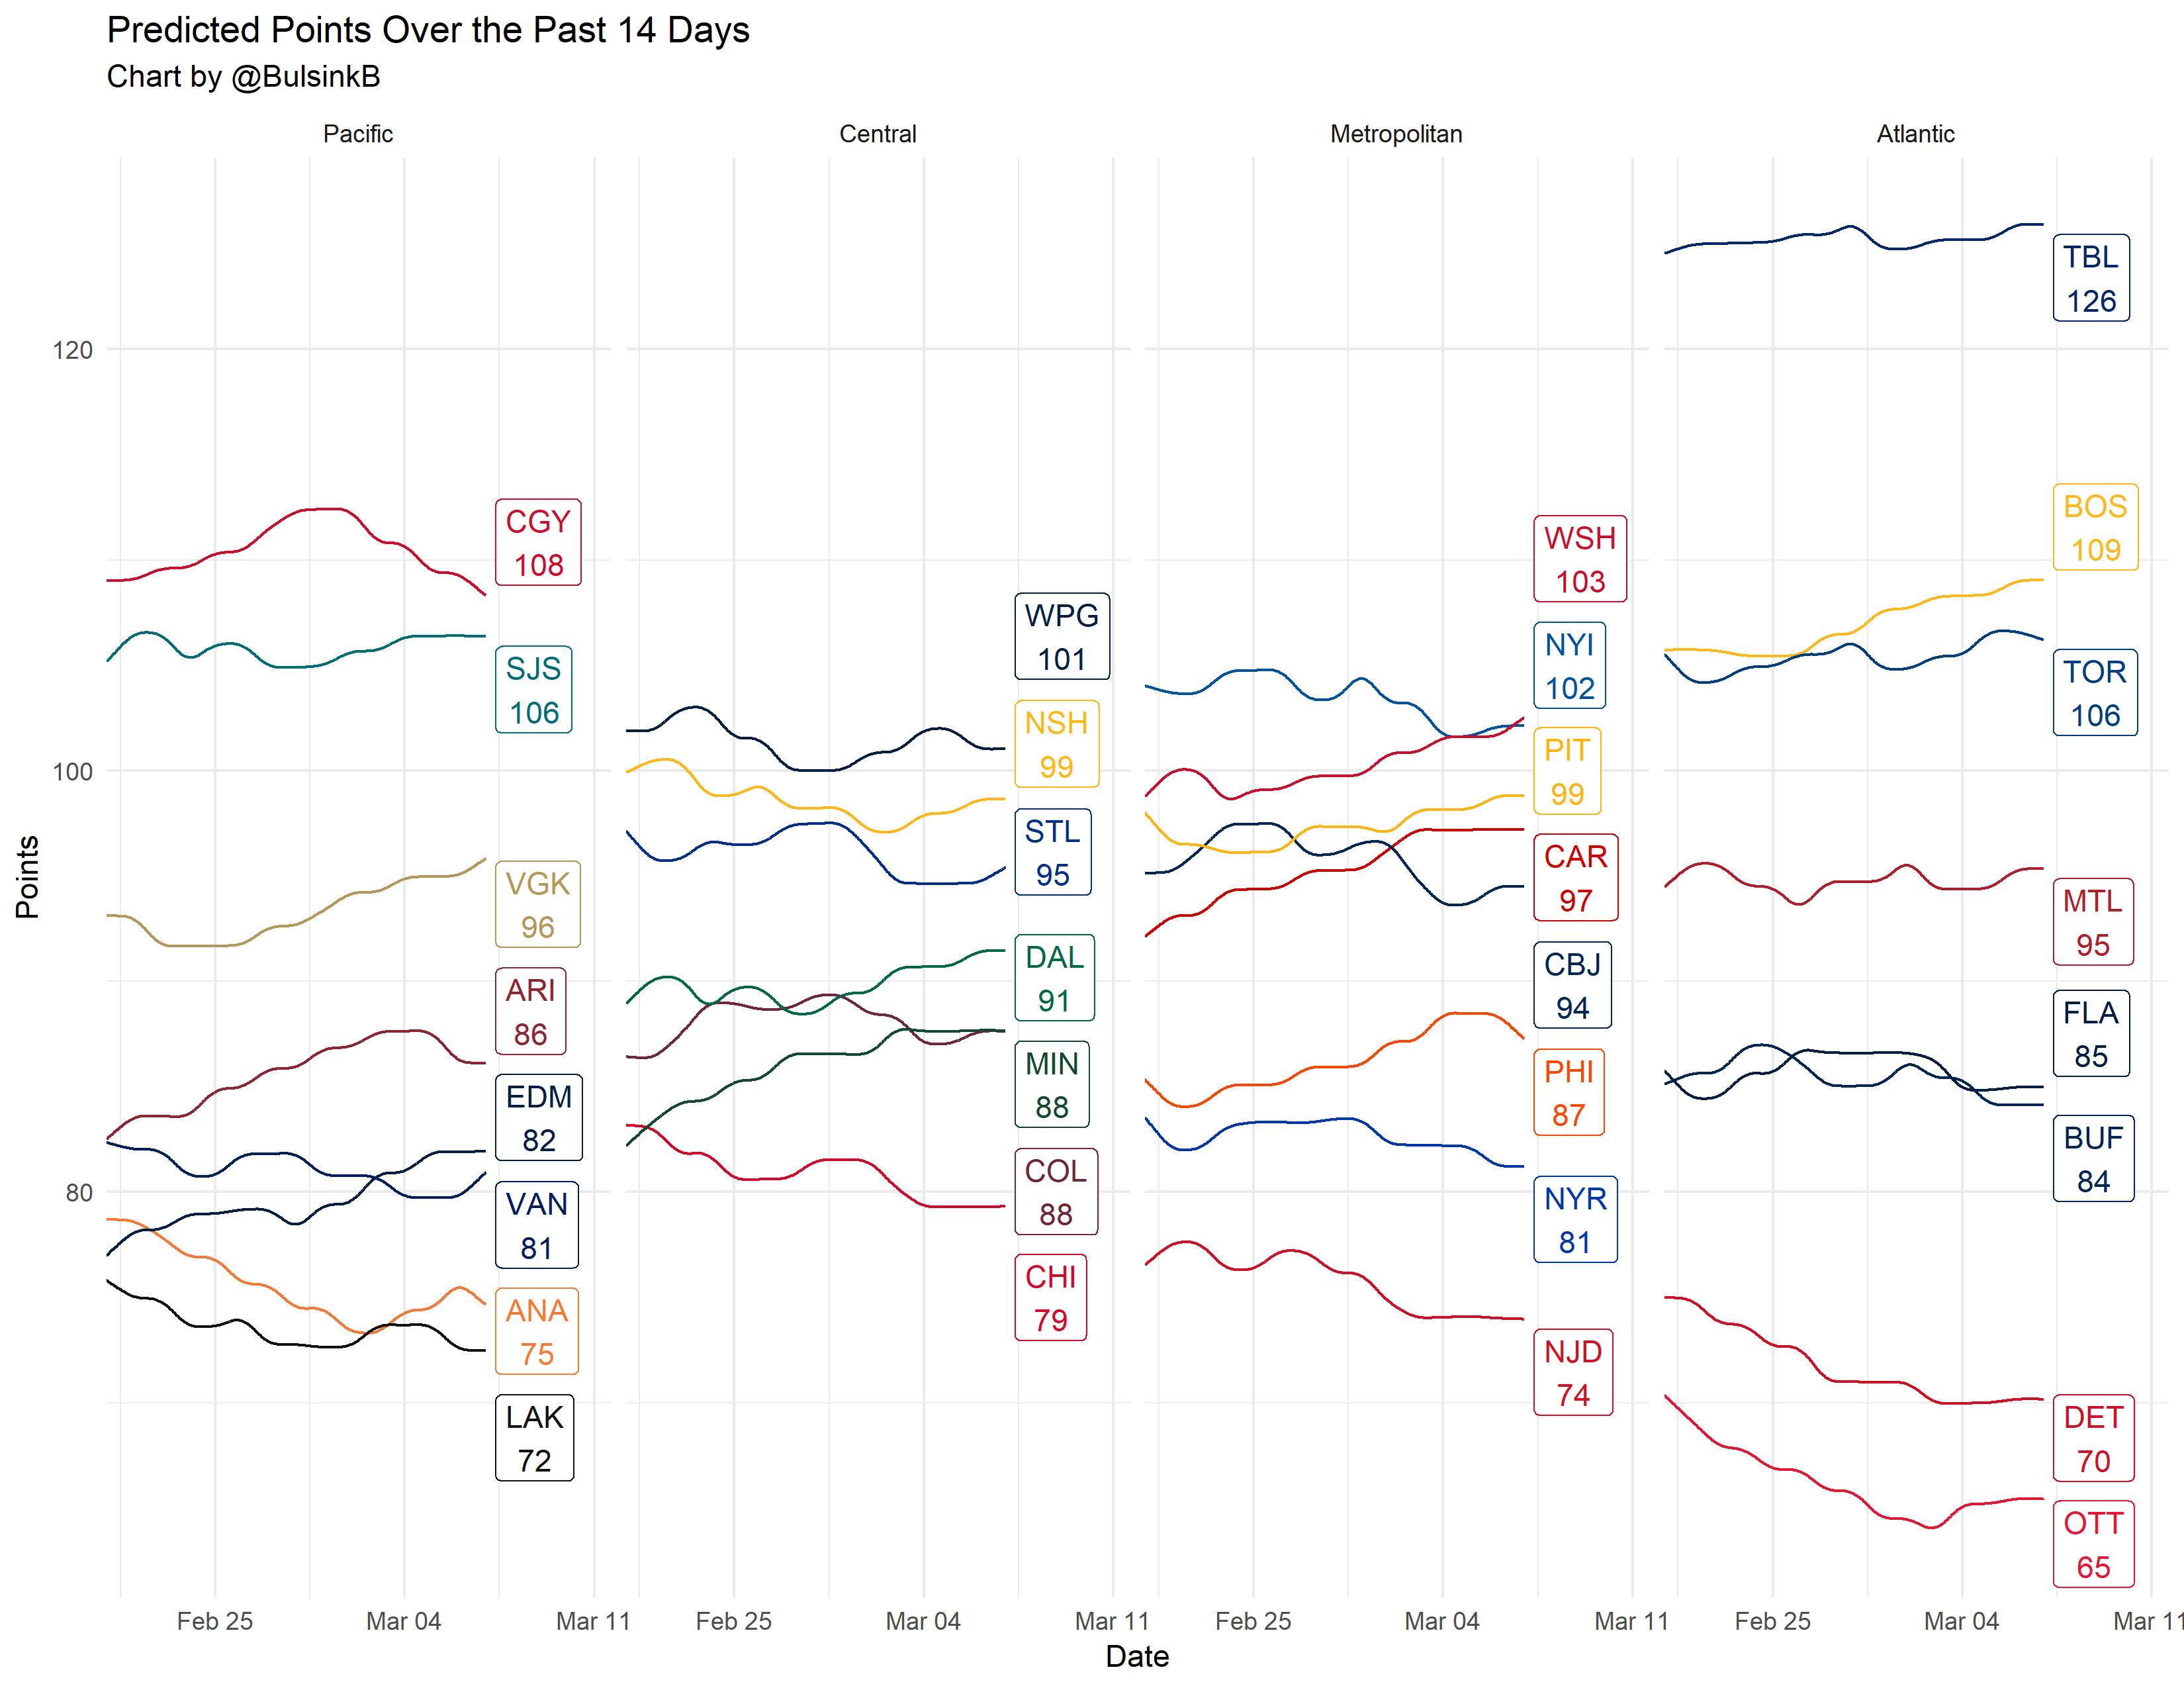 Predicted Points Over the Past 14 Days
Chart by @BulsinkB
Pacific
Central
Metropolitan
Atlantic
Points
120
100
80
CGY
108
SJS
106
VGK
96
ARI
86
EDM
82
VAN
81
ANA
75
LAK
72
WPG
101
NSH
99
STL
95
DAL
91
MIN
88
COL
88
CHI
79
WSH
103
NYI
102
PIT
99
CAR
97
CBJ
94
PHI
87
NYR
81
NJD
74
TBL
126
BOS
109
TOR
106
MTL
95
FLA
85
BUF
84
DET
70
OTT
65
Feb 25 Mar 04 Mar 11
Feb 25 Mar 04 Mar 11
Feb 25 Mar 04 Mar 11
Feb 25 Mar 04 Mar 11
Date